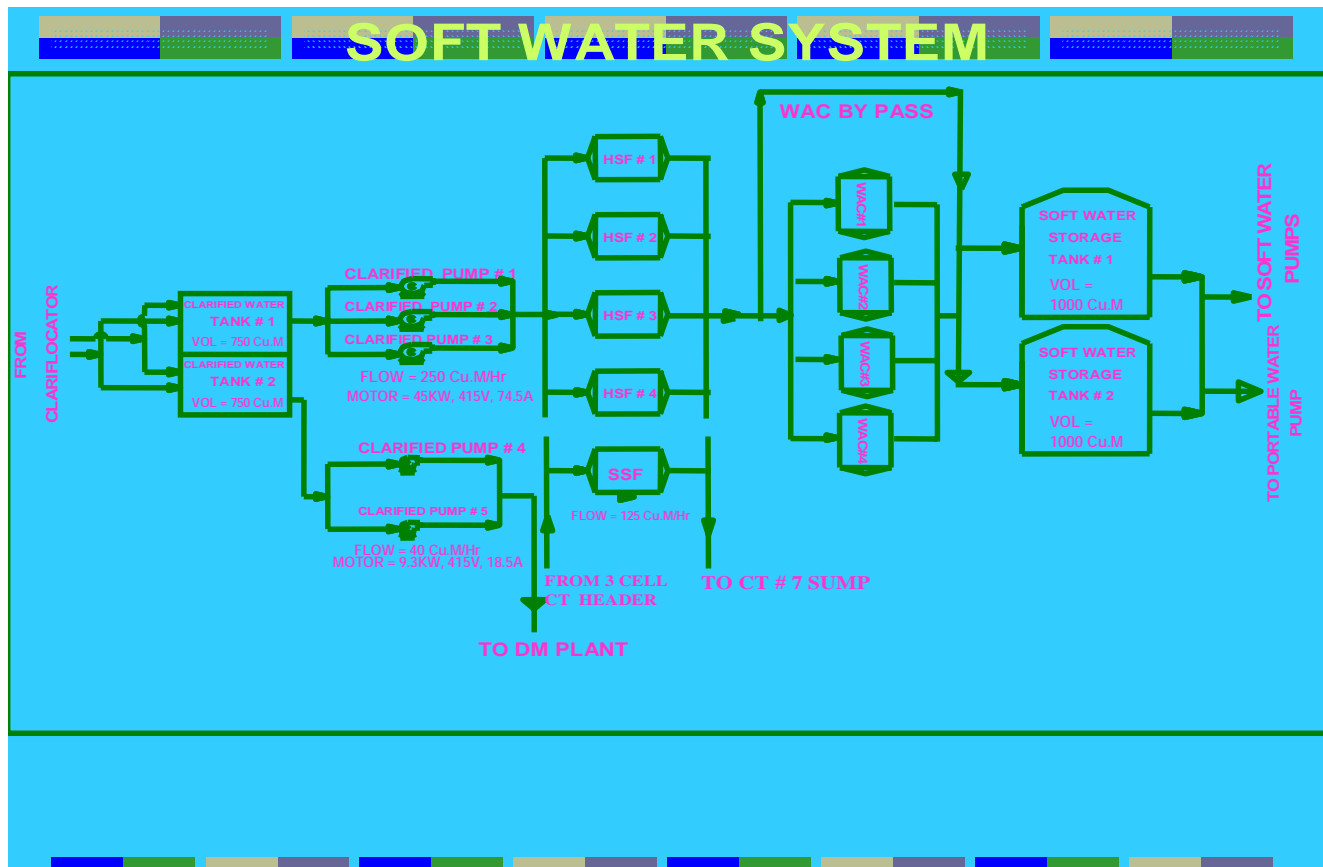 SOFT WATER SYSTEM
WAC BY PASS
FROM
CLARIFLOCATOR
CLARIFIED WATER
TANK # 1
VOL = 750 Cu.M
CLARIFIED WATER
TANK # 2
VOL = 750 Cu.M
CLARIFIED PUMP # 1
CLARIFIED PUMP # 2
CLARIFIED PUMP # 3
FLOW = 250 Cu.M/Hr
MOTOR = 45KW, 415V, 74.5A
CLARIFIED PUMP # 4
CLARIFIED PUMP # 5
FLOW = 40 Cu.M/Hr
MOTOR = 9.3KW, 415V, 18.5A
TO DM PLANT
HSF # 1
HSF # 2
HSF # 3
HSF # 4
SSF
FLOW = 125 Cu.M/Hr
FROM 3 CELL
CT HEADER
TO CT # 7 SUMP
WAC#1
WAC#2
WAC#3
WAC#4
SOFT WATER
STORAGE
TANK # 1
VOL =
1000 Cu.M
SOFT WATER
STORAGE
TANK # 2
VOL =
1000 Cu.M
TO SOFT WATER
PUMPS
TO PORTABLE WATER
PUMP